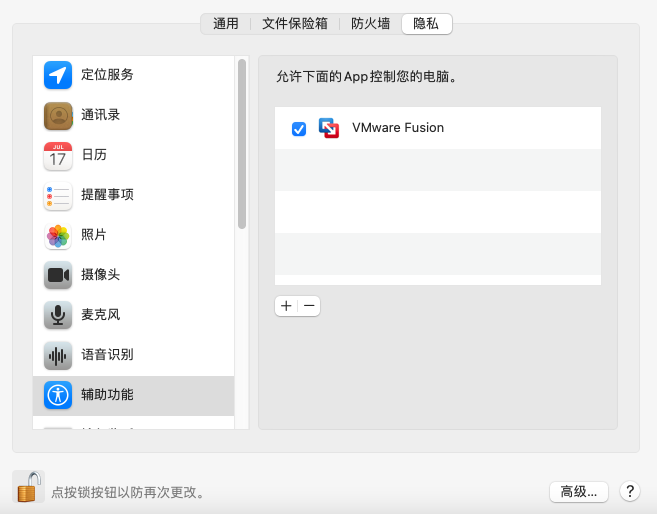 通用 文件保险箱 防火墙 隐私
定位服务
通讯录
JUL
17
日历
提醒事项
照片
摄像头
麦克风
语音识别
辅助功能
允许下面的App控制您的电脑。
VMware Fusion
+ −
点按锁按钮以防再次更改。
高级... ?